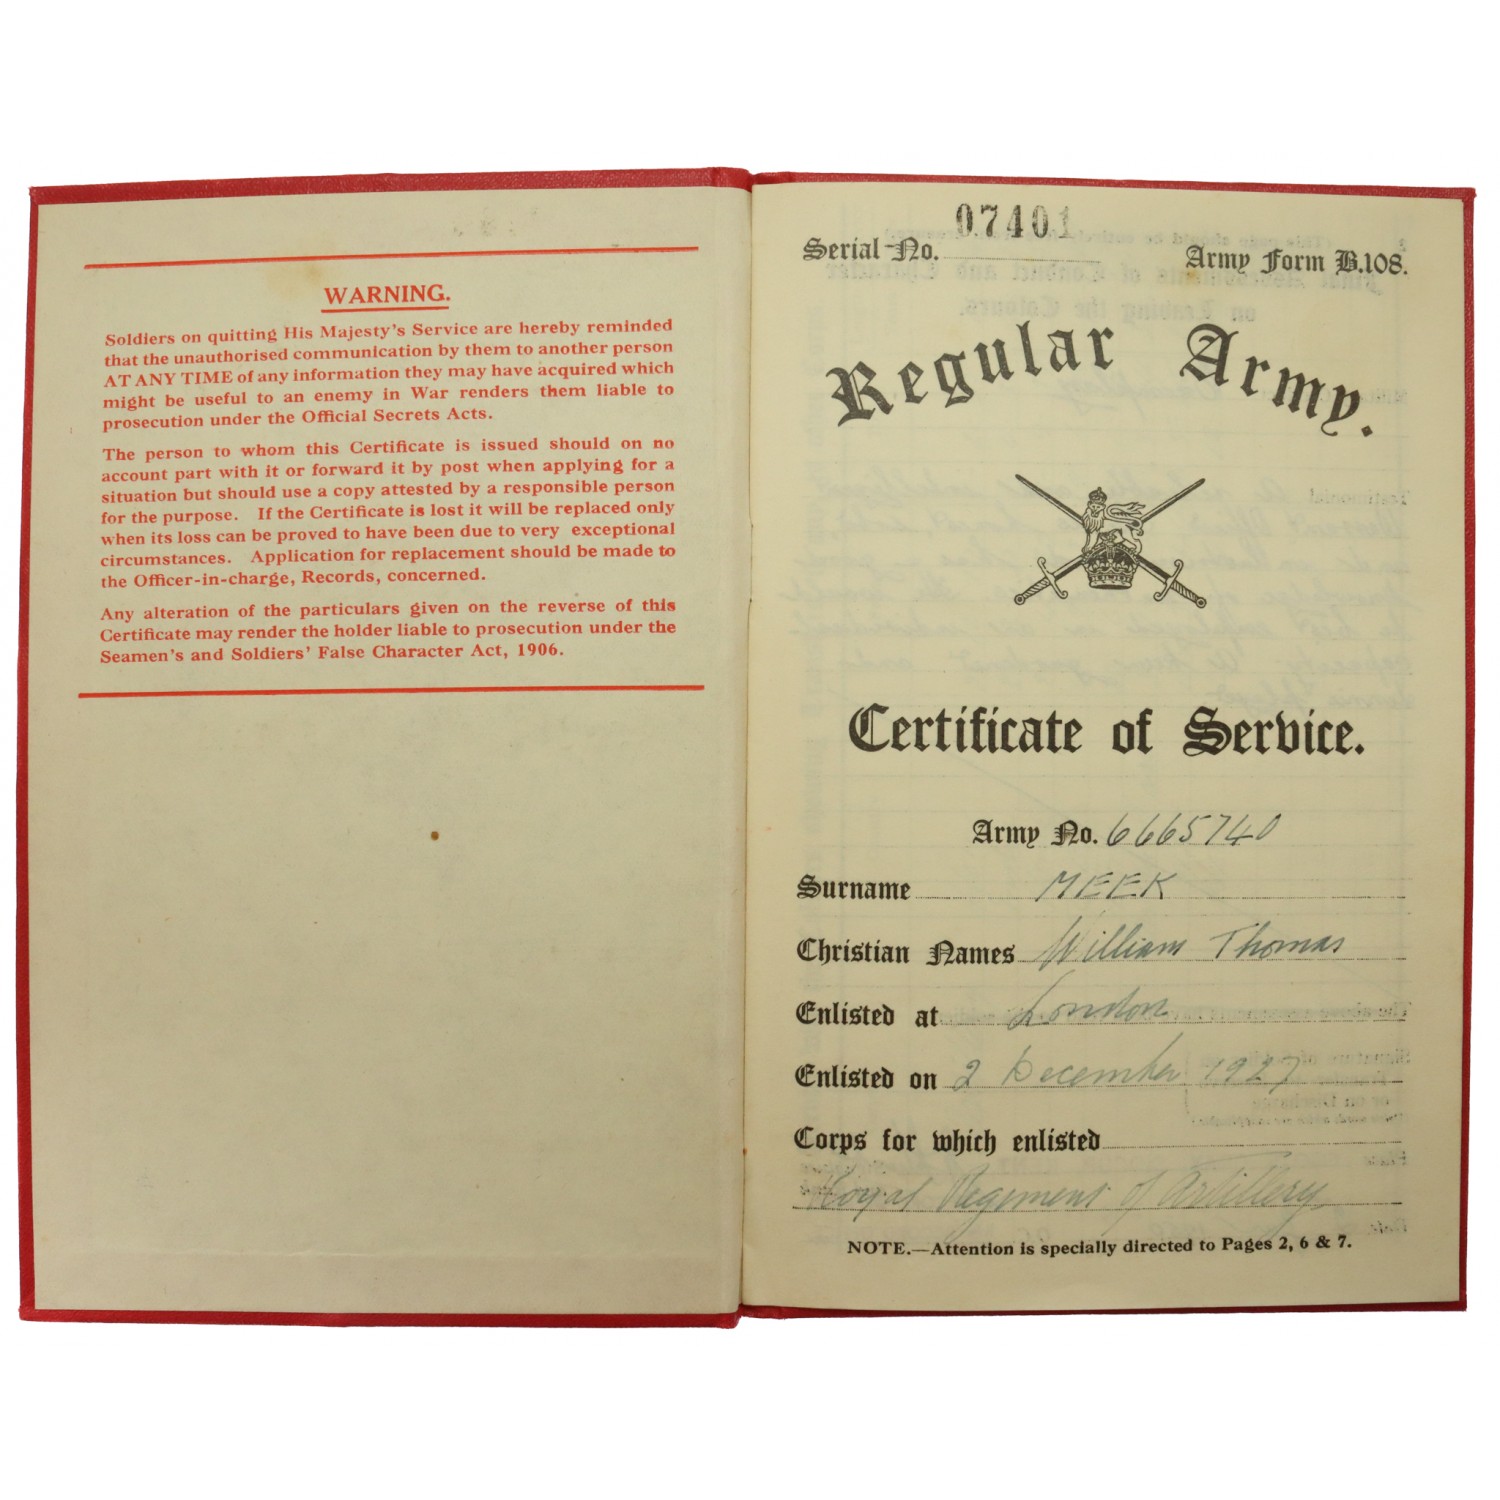 WARNING.
Soldiers on quitting His Majesty's Service are hereby reminded
that the unauthorised communication by them to another person
AT ANY TIME of any information they may have acquired which
might be useful to an enemy in War renders them liable to
prosecution under the Official Secrets Acts.
The person to whom this Certificate is issued should on no
account part with it or forward it by post when applying for a
situation but should use a copy attested by a responsible person
for the purpose. If the Certificate is lost it will be replaced only
when its loss can be proved to have been due to very exceptional
circumstances. Application for replacement should be made to
the Officer-in-charge, Records, concerned.
Any alteration of the particulars given on the reverse of this
Certificate may render the holder liable to prosecution under the
Seamen's and Soldiers' False Character Act, 1906.
Serial No. 07401 Army Form B.108.
Regular Army.
Certificate of Service.
Army No. 6665740
Surname MEEK
Christian Names William Thomas
Enlisted at London
Enlisted on 2 December 1927
Corps for which enlisted
Royal Regiment of Artillery
NOTE.—Attention is specially directed to Pages 2, 6 & 7.